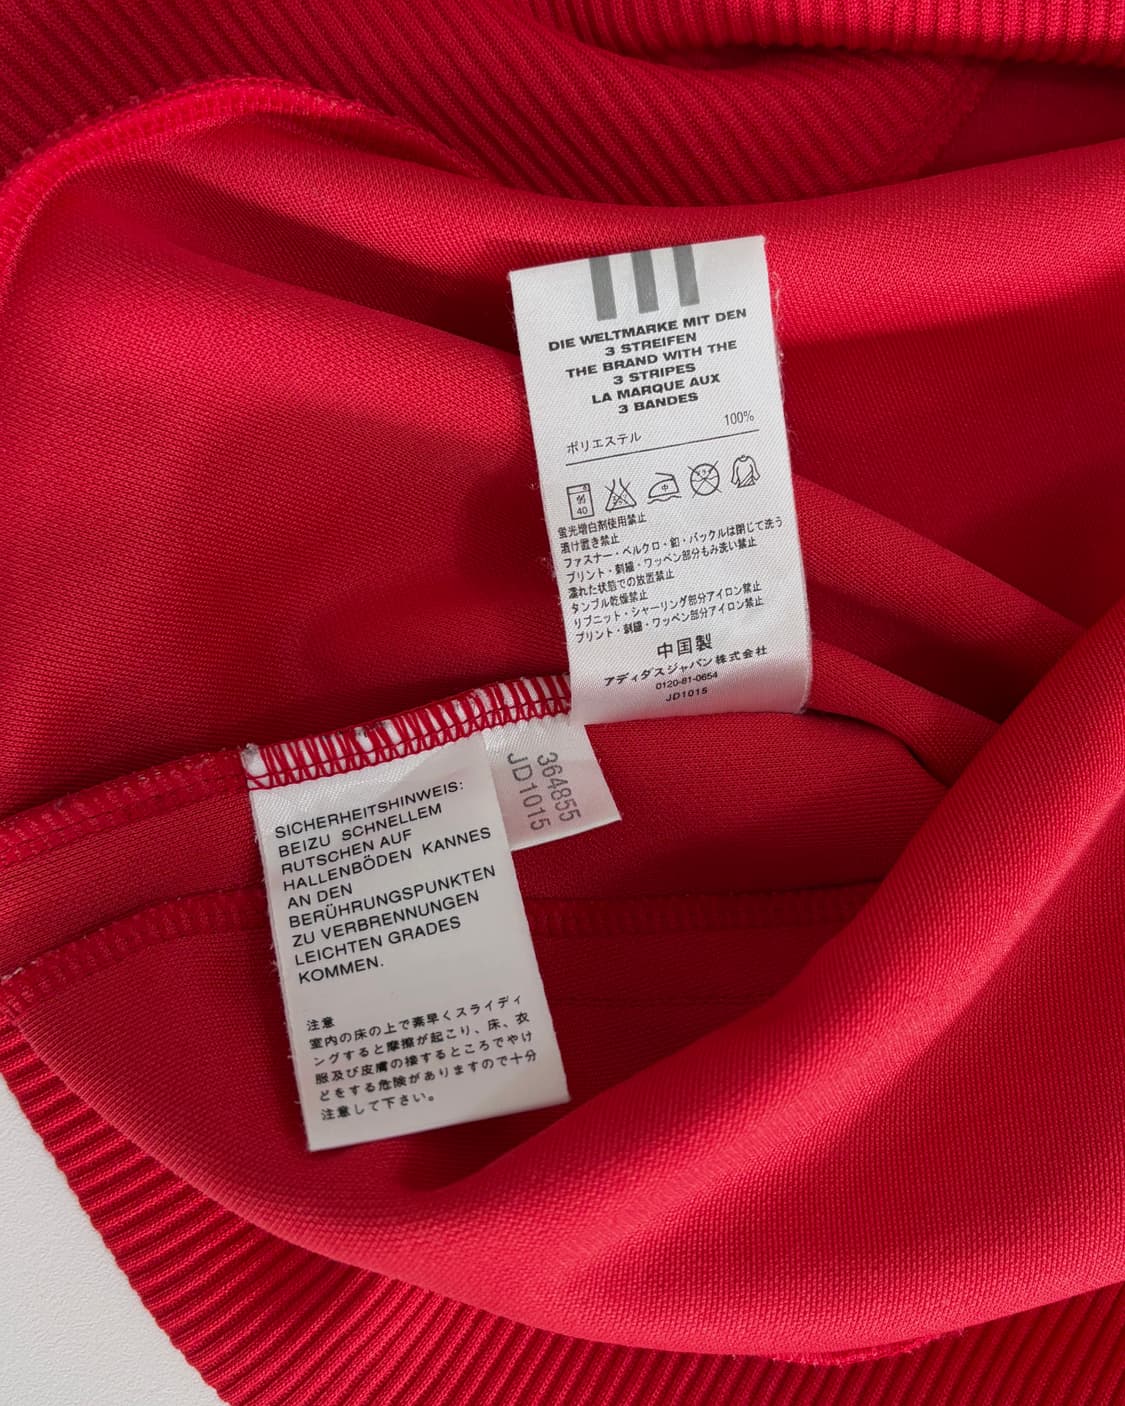 DIE WELTMARKE MIT DEN
3 STREIFEN
THE BRAND WITH THE
3 STRIPES
LA MARQUE AUX
3 BANDES
ポリエステル 100%
40
中
蛍光増白剤使用禁止
漬け置き禁止
ファスナー・ベルクロ・釦・バックルは閉じて洗う
プリント・刺繍・ワッペン部分もみ洗い禁止
濡れた状態での放置禁止
タンブル乾燥禁止
リブニット・シャーリング部分アイロン禁止
プリント・刺繍・ワッペン部分アイロン禁止
中国製
アディダスジャパン株式会社
0120-81-0654
JD1015
364855
JD1015
SICHERHEITSHINWEIS:
BEIZU SCHNELLEM
RUTSCHEN AUF
HALLENBÖDEN KANNES
AN DEN
BERÜHRUNGSPUNKTEN
ZU VERBRENNUNGEN
LEICHTEN GRADES
KOMMEN.
注意
室内の床の上で素早くスライディ
ングすると摩擦が起こり、床、衣
服及び皮膚の接するところでやけ
どをする危険がありますので十分
注意して下さい。